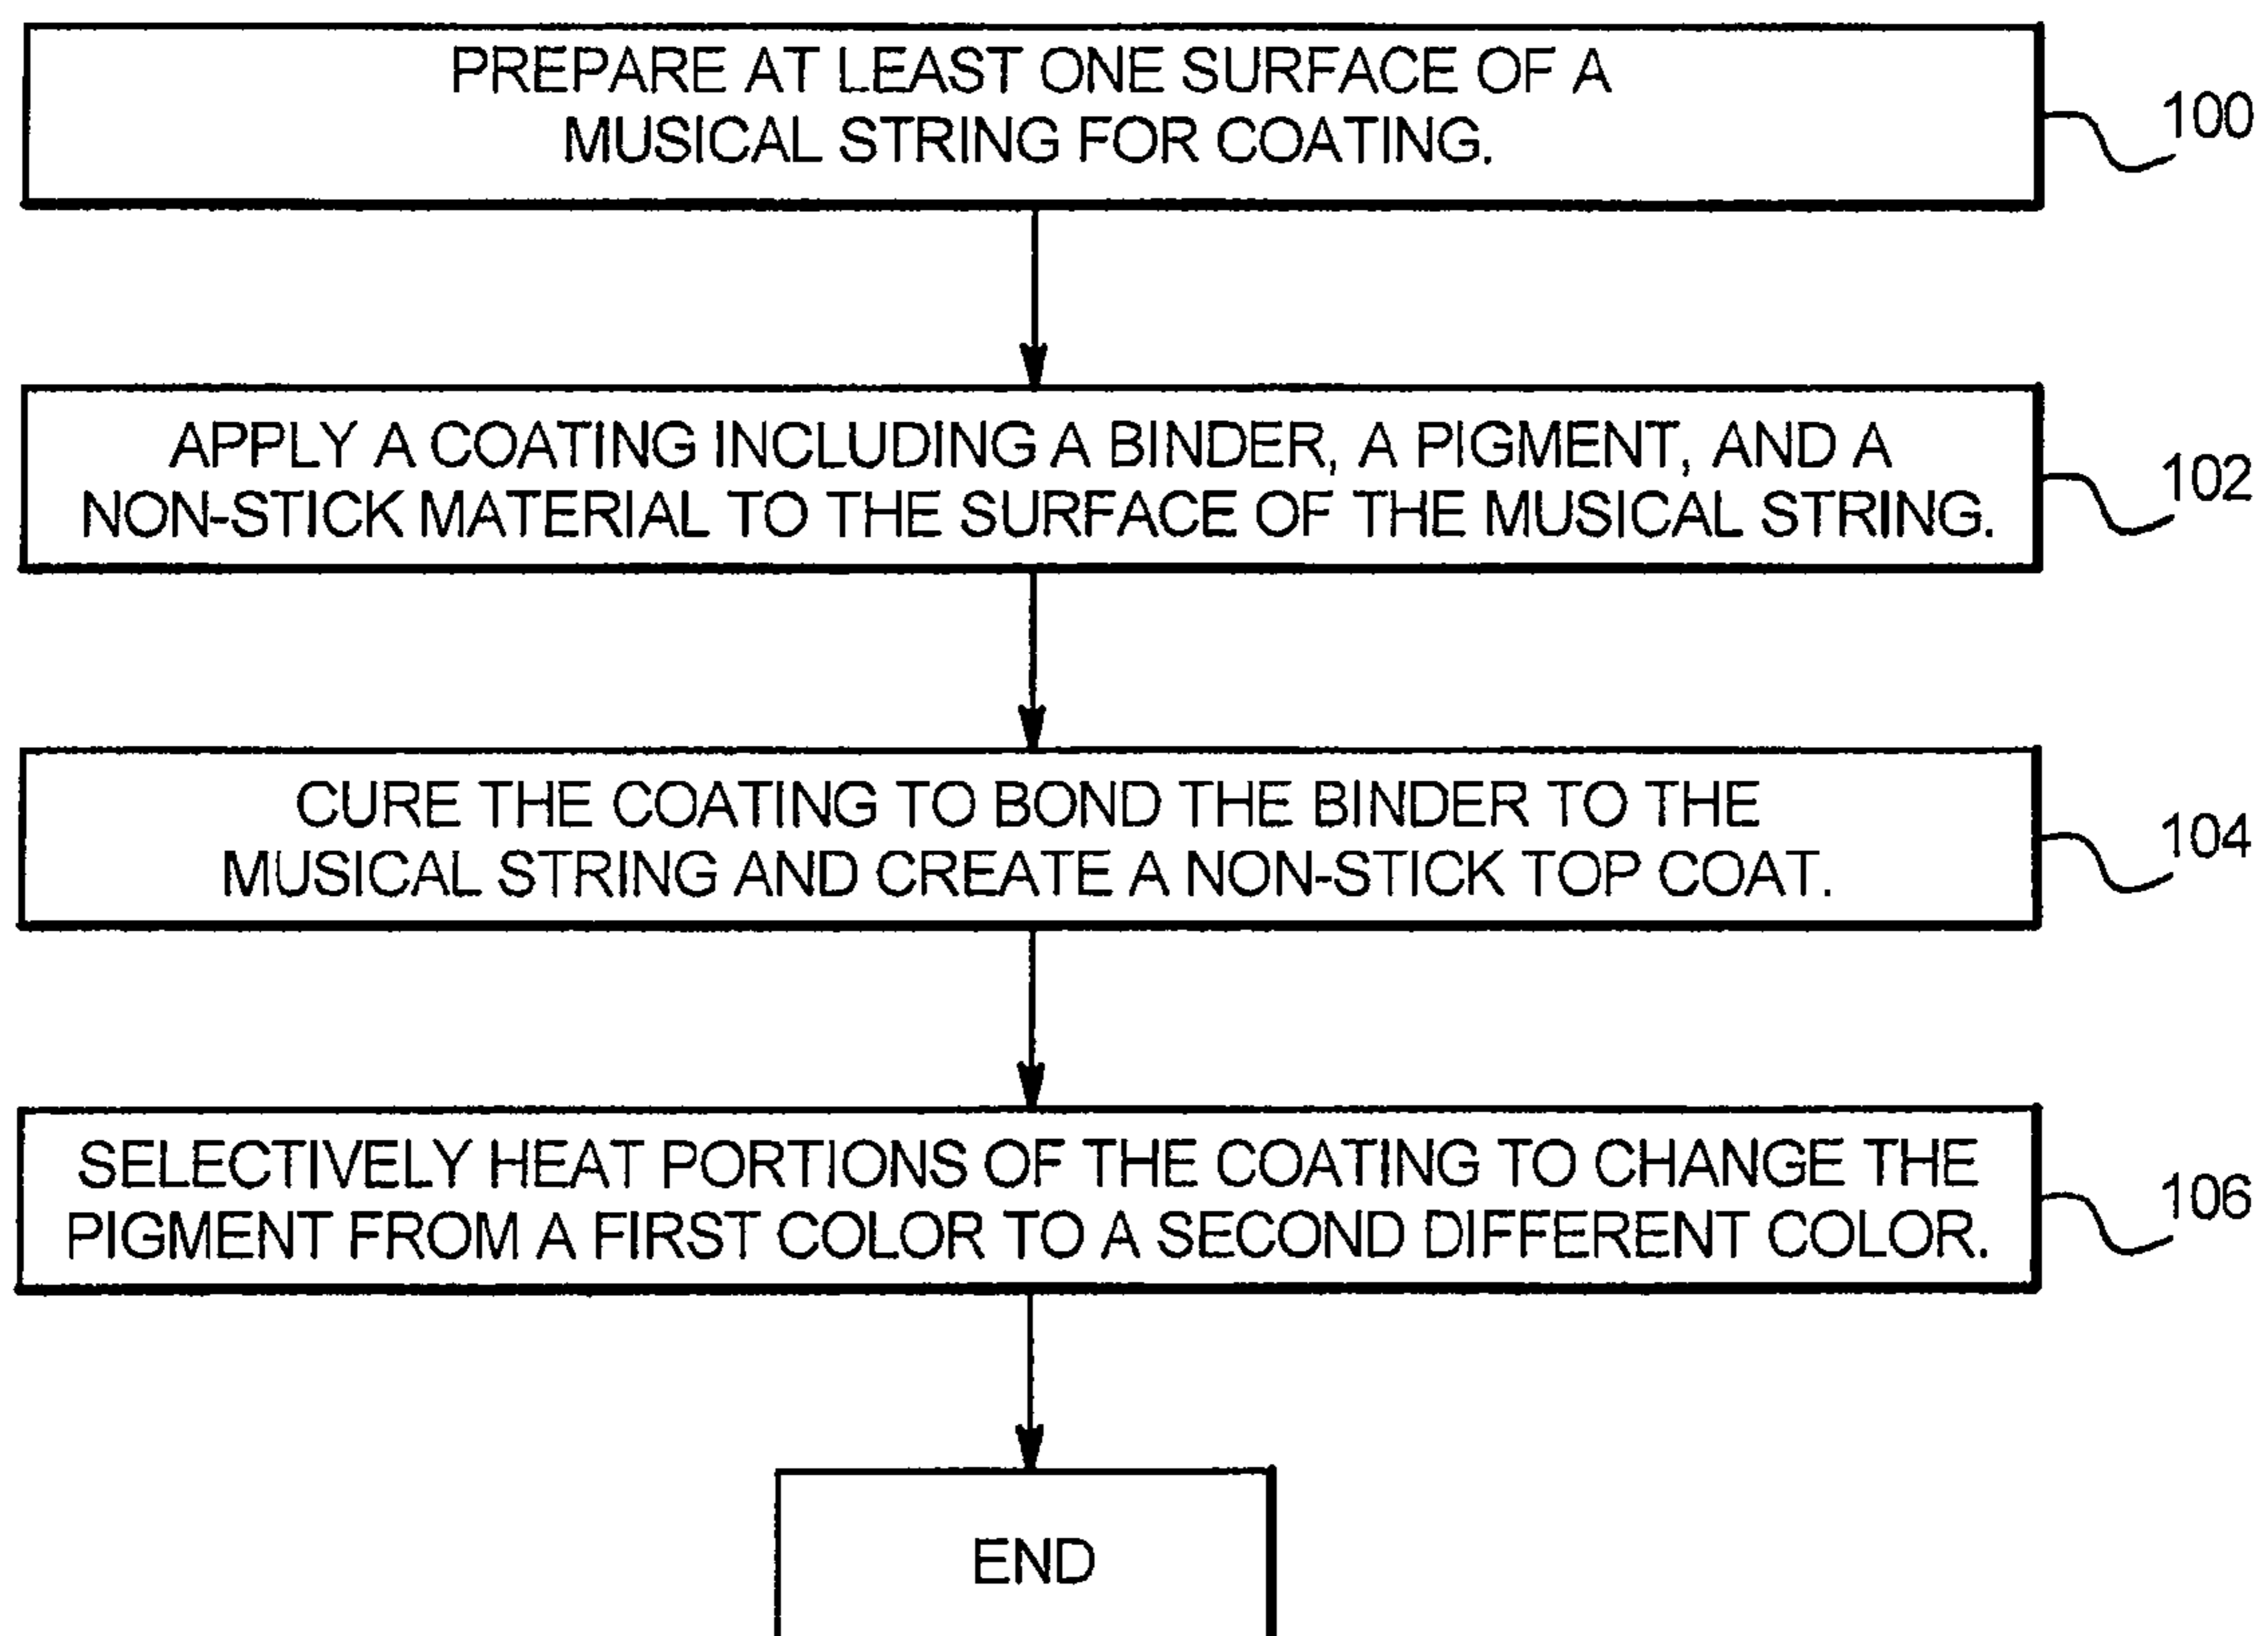 PREPARE AT LEAST ONE SURFACE OF A
MUSICAL STRING FOR COATING.
100
APPLY A COATING INCLUDING A BINDER, A PIGMENT, AND A
NON-STICK MATERIAL TO THE SURFACE OF THE MUSICAL STRING.
102
CURE THE COATING TO BOND THE BINDER TO THE
MUSICAL STRING AND CREATE A NON-STICK TOP COAT.
104
SELECTIVELY HEAT PORTIONS OF THE COATING TO CHANGE THE
PIGMENT FROM A FIRST COLOR TO A SECOND DIFFERENT COLOR.
106
END